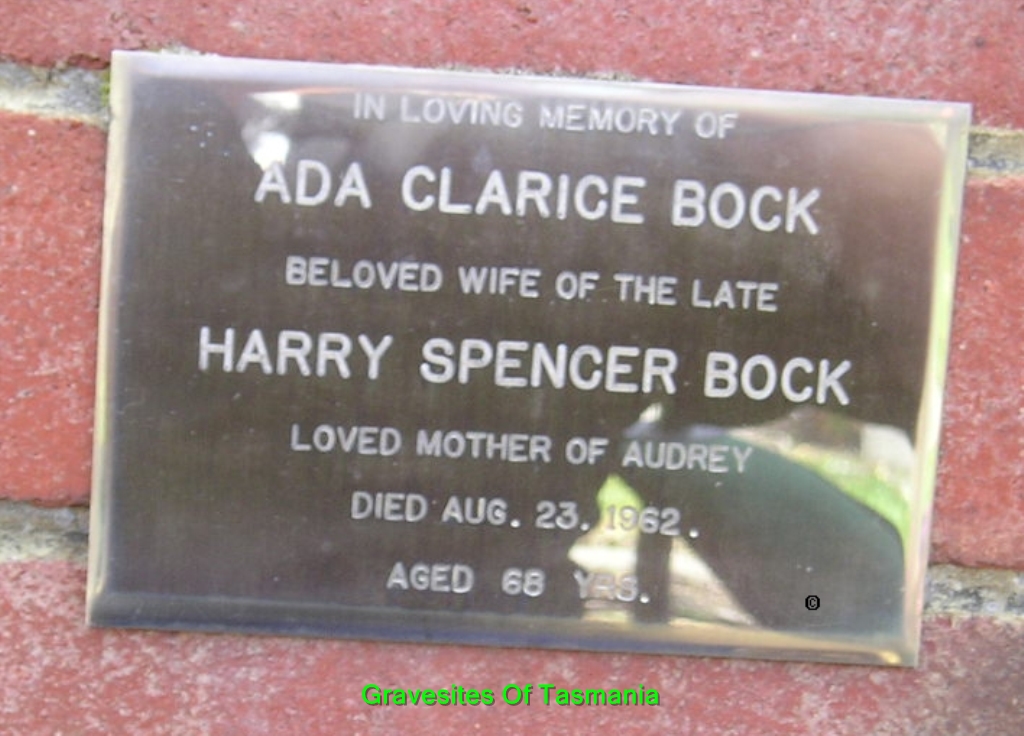 IN LOVING MEMORY OF
ADA CLARICE BOCK
BELOVED WIFE OF THE LATE
HARRY SPENCER BOCK
LOVED MOTHER OF AUDREY
DIED AUG. 23. 1962.
AGED 68 YRS.
©
Gravesites Of Tasmania